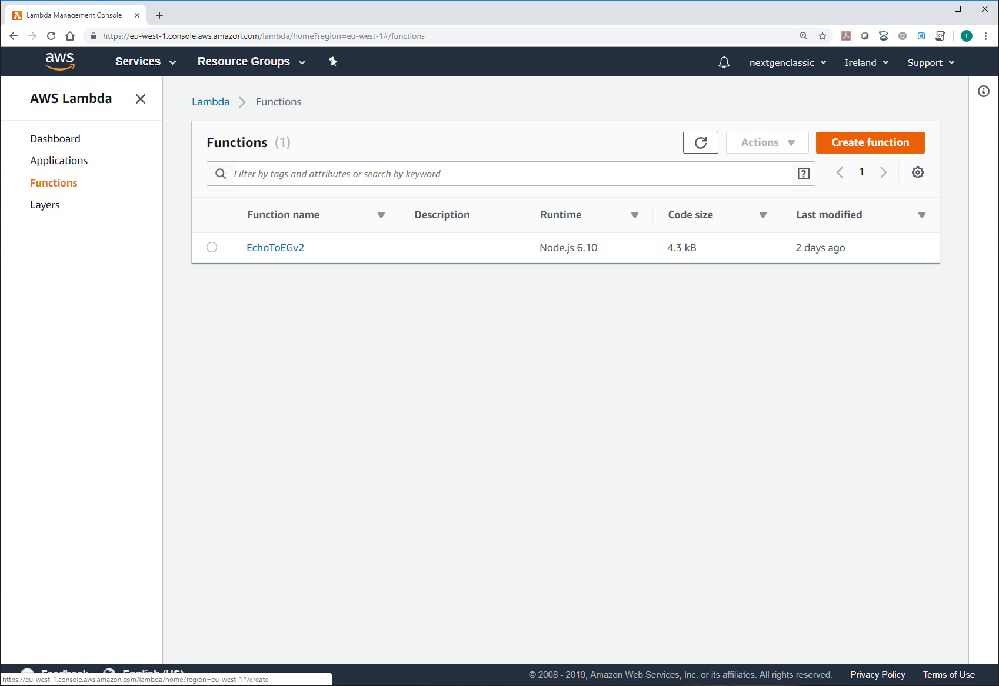 Lambda Management Console
https://eu-west-1.console.aws.amazon.com/lambda/home?region=eu-west-1#/functions
T
aws
Services
Resource Groups
nextgenclassic
Ireland
Support
AWS Lambda
Dashboard
Applications
Functions
Layers
Lambda
Functions
Functions (1)
Actions
Create function
Filter by tags and attributes or search by keyword
?
1
Function name
Description
Runtime
Code size
Last modified
EchoToEGv2
Node.js 6.10
4.3 kB
2 days ago
Feedback
English (US)
© 2008 - 2019, Amazon Web Services, Inc. or its affiliates. All rights reserved.
Privacy Policy
Terms of Use
https://eu-west-1.console.aws.amazon.com/lambda/home?region=eu-west-1#/create